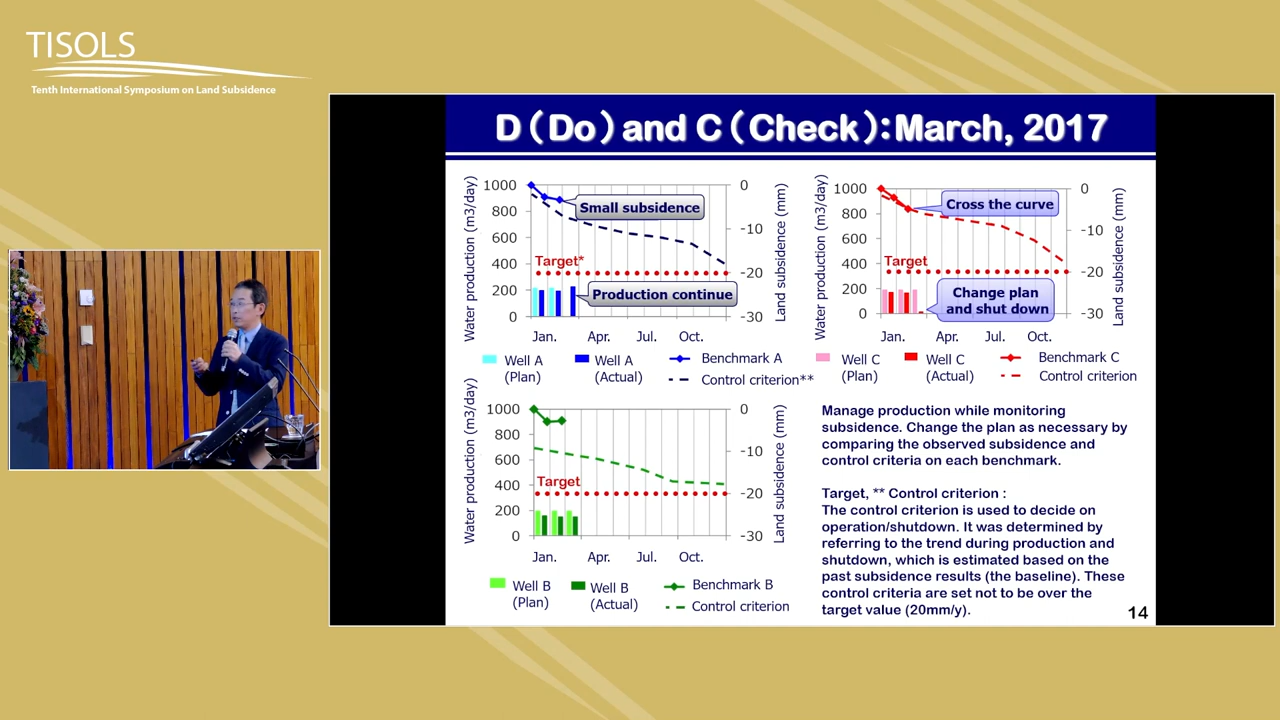 TISOLS
Tenth International Symposium on Land Subsidence
D（Do）and C（Check）：March, 2017
Water production (m3/day)
1000
800
600
400
200
0
0
-10
-20
-30
Land subsidence (mm)
Small subsidence
Target*
Production continue
Jan.
Apr.
Jul.
Oct.
Well A
(Plan)
Well A
(Actual)
Benchmark A
Control criterion**
Water production (m3/day)
1000
800
600
400
200
0
0
-10
-20
-30
Land subsidence (mm)
Cross the curve
Target
Change plan
and shut down
Jan.
Apr.
Jul.
Oct.
Well C
(Plan)
Well C
(Actual)
Benchmark C
Control criterion
Water production (m3/day)
1000
800
600
400
200
0
0
-10
-20
-30
Land subsidence (mm)
Target
Jan.
Apr.
Jul.
Oct.
Well B
(Plan)
Well B
(Actual)
Benchmark B
Control criterion
Manage production while monitoring
subsidence. Change the plan as necessary by
comparing the observed subsidence and
control criteria on each benchmark.
Target, ** Control criterion :
The control criterion is used to decide on
operation/shutdown. It was determined by
referring to the trend during production and
shutdown, which is estimated based on the
past subsidence results (the baseline). These
control criteria are set not to be over the
target value (20mm/y).
14